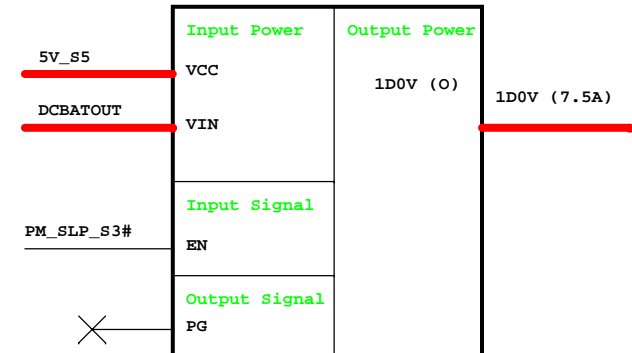 Input Power
Output Power
5V_S5
VCC
1D0V (O)
1D0V (7.5A)
DCBATOUT
VIN
Input Signal
PM_SLP_S3#
EN
Output Signal
PG